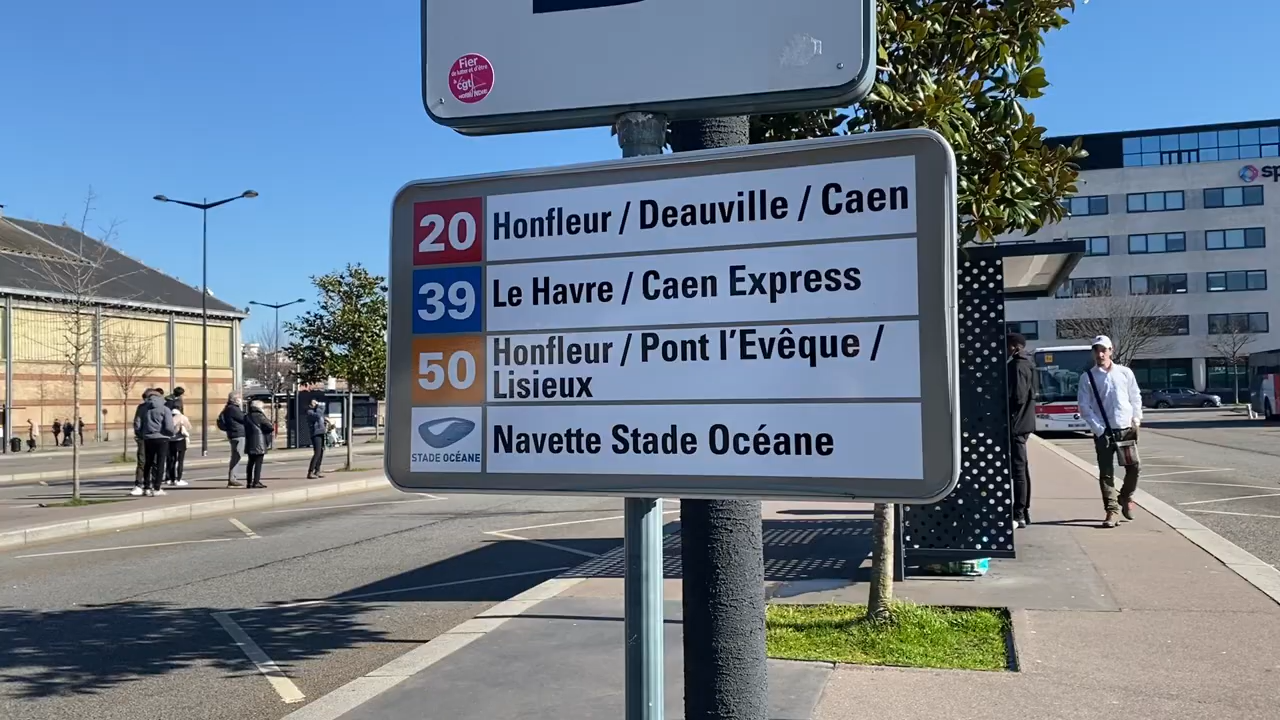 Fier
cgt
20 Honfleur / Deauville / Caen
39 Le Havre / Caen Express
50 Honfleur / Pont l'Evêque /
Lisieux
STADE OCÉANE Navette Stade Océane
sp